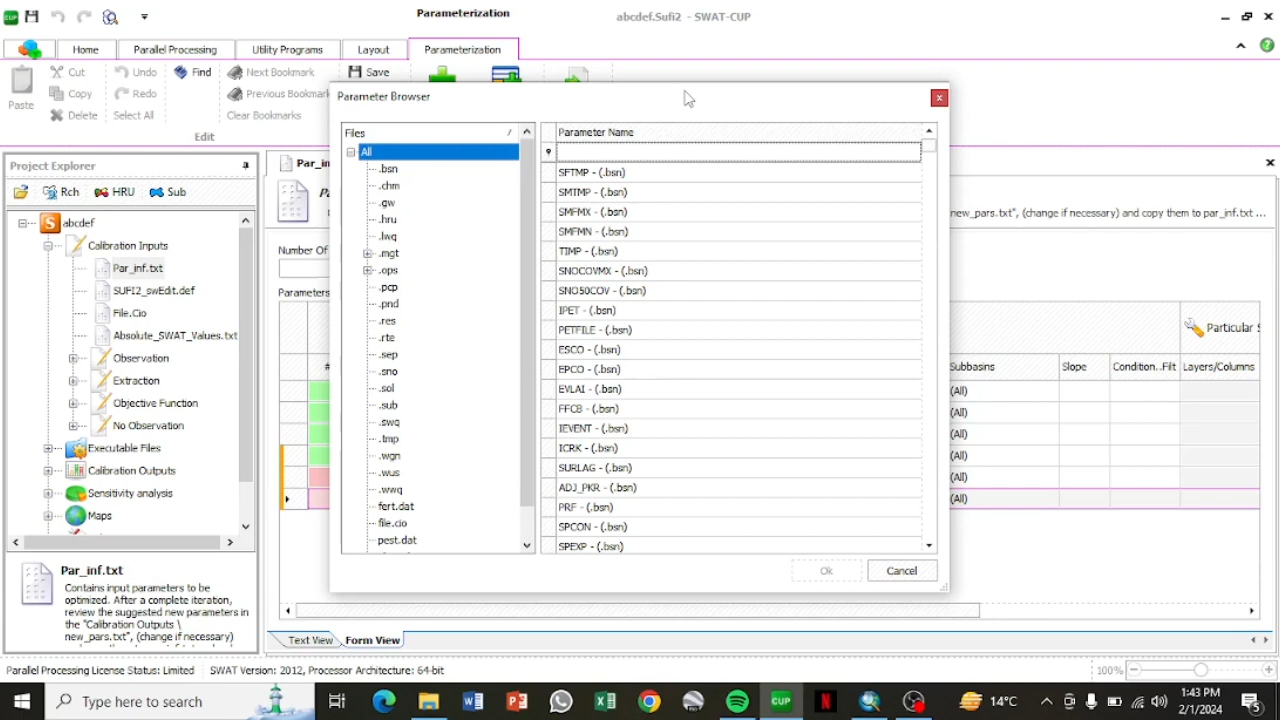 CUP
Parameterization
abcdef.Sufi2 - SWAT-CUP
Home
Parallel Processing
Utility Programs
Layout
Parameterization
Paste
Cut
Copy
Delete
Undo
Redo
Select All
Find
Next Bookmark
Previous Bookmark
Clear Bookmarks
Save
Edit
Parameter Browser
Project Explorer
Rch
HRU
Sub
abcdef
Calibration Inputs
Par_inf.txt
SUFI2_swEdit.def
File.Cio
Absolute_SWAT_Values.txt
Observation
Extraction
Objective Function
No Observation
Executable Files
Calibration Outputs
Sensitivity analysis
Maps
Par_inf.txt
Contains input parameters to be
optimized. After a complete iteration,
review the suggested new parameters in
the "Calibration Outputs \
new_pars.txt", (change if necessary)
Par_in
Number Of
Parameters
#
Files
All
.bsn
.chm
.gw
.hru
.lwq
.mgt
.ops
.pcp
.pnd
.res
.rte
.sep
.sno
.sol
.sub
.swq
.tmp
.wgn
.wus
.wwq
fert.dat
file.cio
pest.dat
Parameter Name
SFTMP - (.bsn)
SMTMP - (.bsn)
SMFMX - (.bsn)
SMFMN - (.bsn)
TIMP - (.bsn)
SNOCOVMX - (.bsn)
SNO50COV - (.bsn)
IPET - (.bsn)
PETFILE - (.bsn)
ESCO - (.bsn)
EPCO - (.bsn)
EVLAI - (.bsn)
FFCB - (.bsn)
IEVENT - (.bsn)
ICRK - (.bsn)
SURLAG - (.bsn)
ADJ_PKR - (.bsn)
PRF - (.bsn)
SPCON - (.bsn)
SPEXP - (.bsn)
Ok
Cancel
new_pars.txt", (change if necessary) and copy them to par_inf.txt ...
Particular S
Subbasins
Slope
Condition..Filt
Layers/Columns
(All)
(All)
(All)
(All)
(All)
(All)
Text View
Form View
Parallel Processing License Status: Limited
SWAT Version: 2012, Processor Architecture: 64-bit
100%
Type here to search
CUP
14°C
1:43 PM
2/1/2024
5